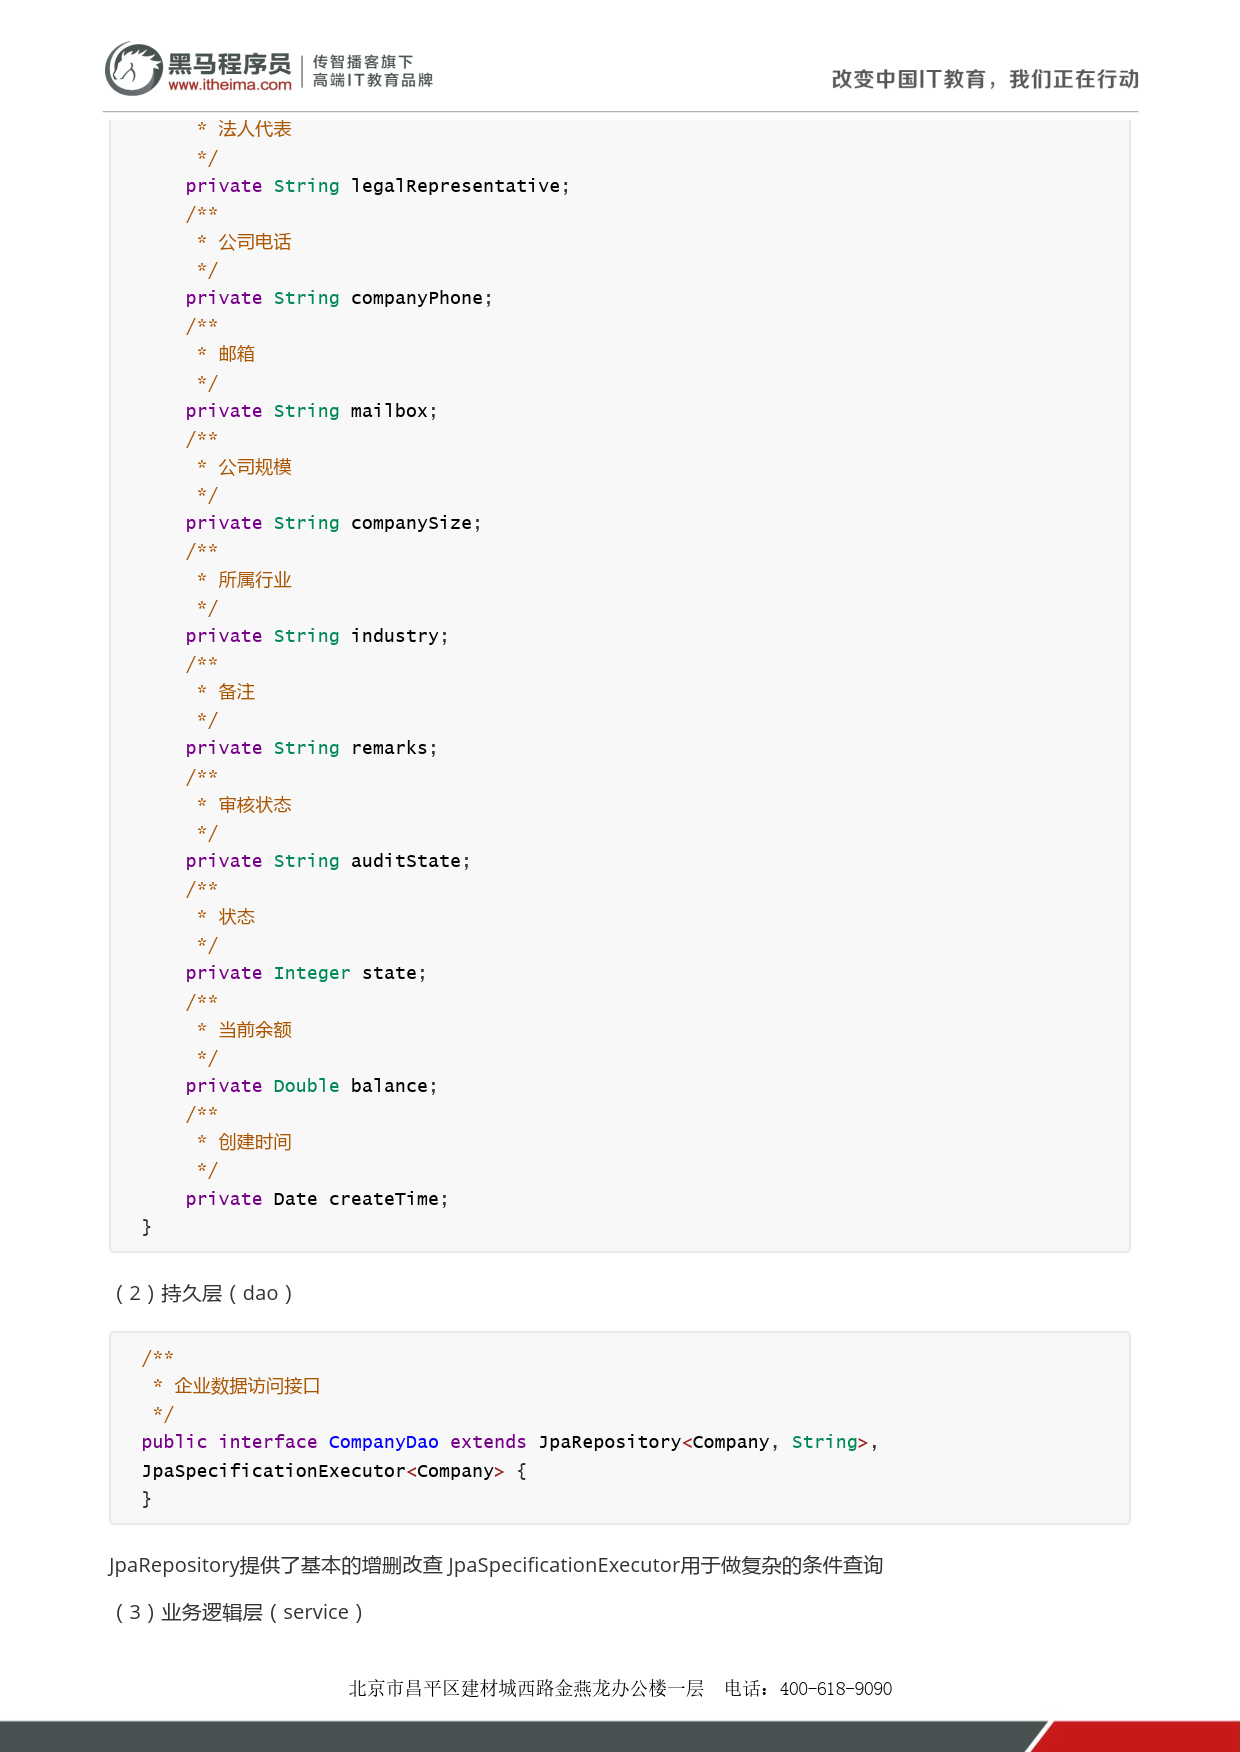 黑马程序员
www.itheima.com
传智播客旗下
高端IT教育品牌
改变中国IT教育，我们正在行动
     * 法人代表
     */
    private String legalRepresentative;
    /**
     * 公司电话
     */
    private String companyPhone;
    /**
     * 邮箱
     */
    private String mailbox;
    /**
     * 公司规模
     */
    private String companySize;
    /**
     * 所属行业
     */
    private String industry;
    /**
     * 备注
     */
    private String remarks;
    /**
     * 审核状态
     */
    private String auditState;
    /**
     * 状态
     */
    private Integer state;
    /**
     * 当前余额
     */
    private Double balance;
    /**
     * 创建时间
     */
    private Date createTime;
}
（2）持久层（dao）
/**
 * 企业数据访问接口
 */
public interface CompanyDao extends JpaRepository<Company, String>,
JpaSpecificationExecutor<Company> {
}
JpaRepository提供了基本的增删改查 JpaSpecificationExecutor用于做复杂的条件查询
（3）业务逻辑层（service）
北京市昌平区建材城西路金燕龙办公楼一层   电话：400-618-9090